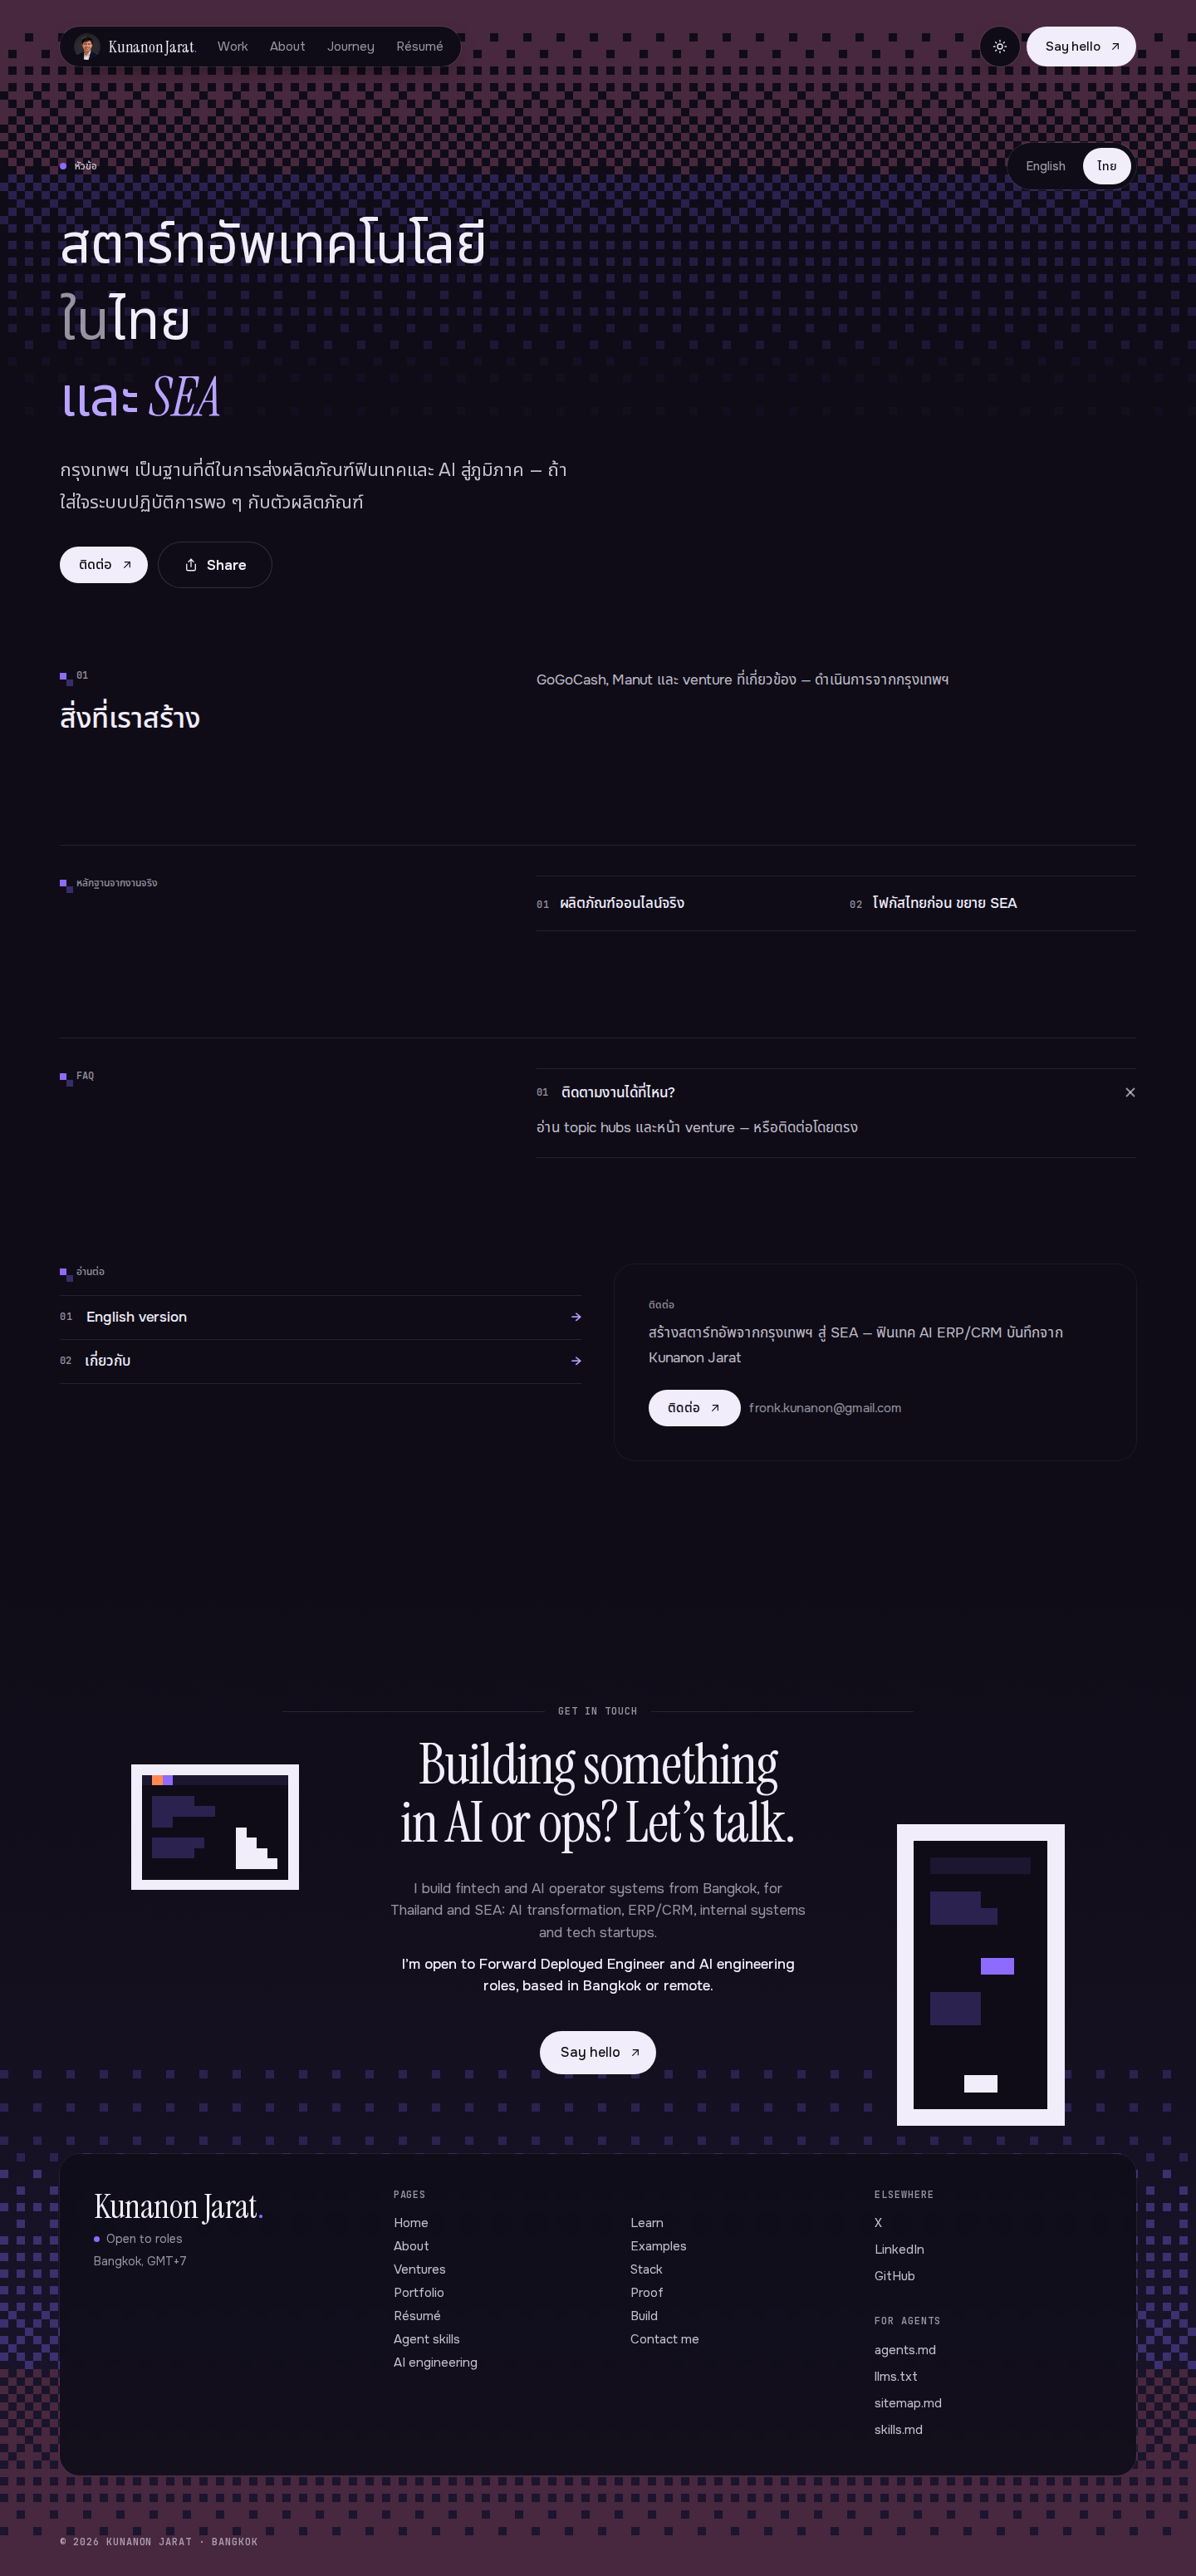 Kunanon Jarat.
Work
About
Journey
Résumé
Say hello
หัวข้อ
English
ไทย
สตาร์ทอัพเทคโนโลยี
ในไทย
และ SEA
กรุงเทพฯ เป็นฐานที่ดีในการส่งผลิตภัณฑ์ฟินเทคและ AI สู่ภูมิภาค — ถ้า
ใส่ใจระบบปฏิบัติการพอ ๆ กับตัวผลิตภัณฑ์
ติดต่อ
Share
01
สิ่งที่เราสร้าง
GoGoCash, Manut และ venture ที่เกี่ยวข้อง — ดำเนินการจากกรุงเทพฯ
หลักฐานจากงานจริง
01 ผลิตภัณฑ์ออนไลน์จริง
02 โฟกัสไทยก่อน ขยาย SEA
FAQ
01 ติดตามงานได้ที่ไหน?
อ่าน topic hubs และหน้า venture — หรือติดต่อโดยตรง
อ่านต่อ
01 English version
02 เกี่ยวกับ
ติดต่อ
สร้างสตาร์ทอัพจากกรุงเทพฯ สู่ SEA — ฟินเทค AI ERP/CRM บันทึกจาก
Kunanon Jarat
ติดต่อ
fronk.kunanon@gmail.com
GET IN TOUCH
Building something
in AI or ops? Let’s talk.
I build fintech and AI operator systems from Bangkok, for
Thailand and SEA: AI transformation, ERP/CRM, internal systems
and tech startups.
I’m open to Forward Deployed Engineer and AI engineering
roles, based in Bangkok or remote.
Say hello
Kunanon Jarat.
Open to roles
Bangkok, GMT+7
PAGES
Home
About
Ventures
Portfolio
Résumé
Agent skills
AI engineering
Learn
Examples
Stack
Proof
Build
Contact me
ELSEWHERE
X
LinkedIn
GitHub
FOR AGENTS
agents.md
llms.txt
sitemap.md
skills.md
© 2026 KUNANON JARAT · BANGKOK